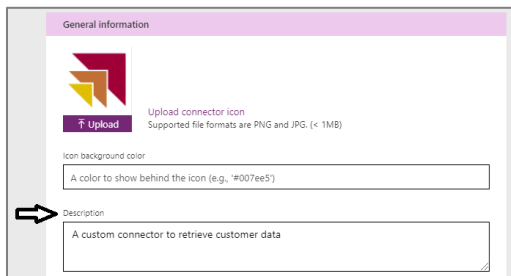 General information
Upload connector icon
Upload
Supported file formats are PNG and JPG. (< 1MB)
Icon background color
A color to show behind the icon (e.g., '#007ee5')
Description
A custom connector to retrieve customer data